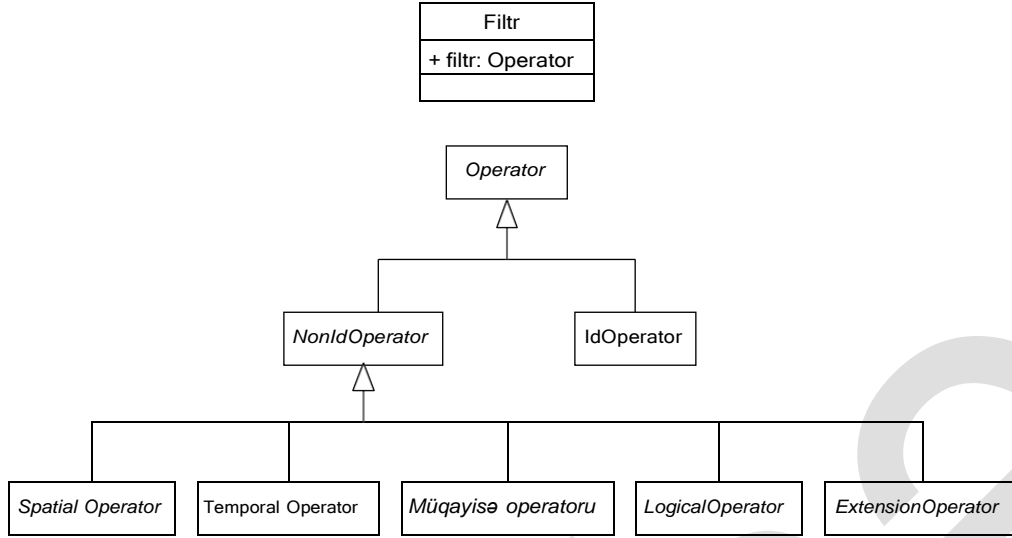 Filtr
+ filtr: Operator
Operator
NonIdOperator
IdOperator
Spatial Operator
Temporal Operator
Müqayisə operatoru
LogicalOperator
ExtensionOperator